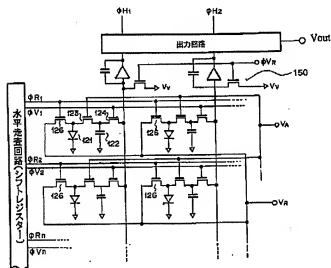 φH₁ φH₂
出力回路
Vout
φVR
150
Vv Vv
水平走査回路(シフトレジスター)
φR₁
φV₁
123 124
VA
126 121 122 126
φR₂
φV₂
126 126
VR
φRn
φVn